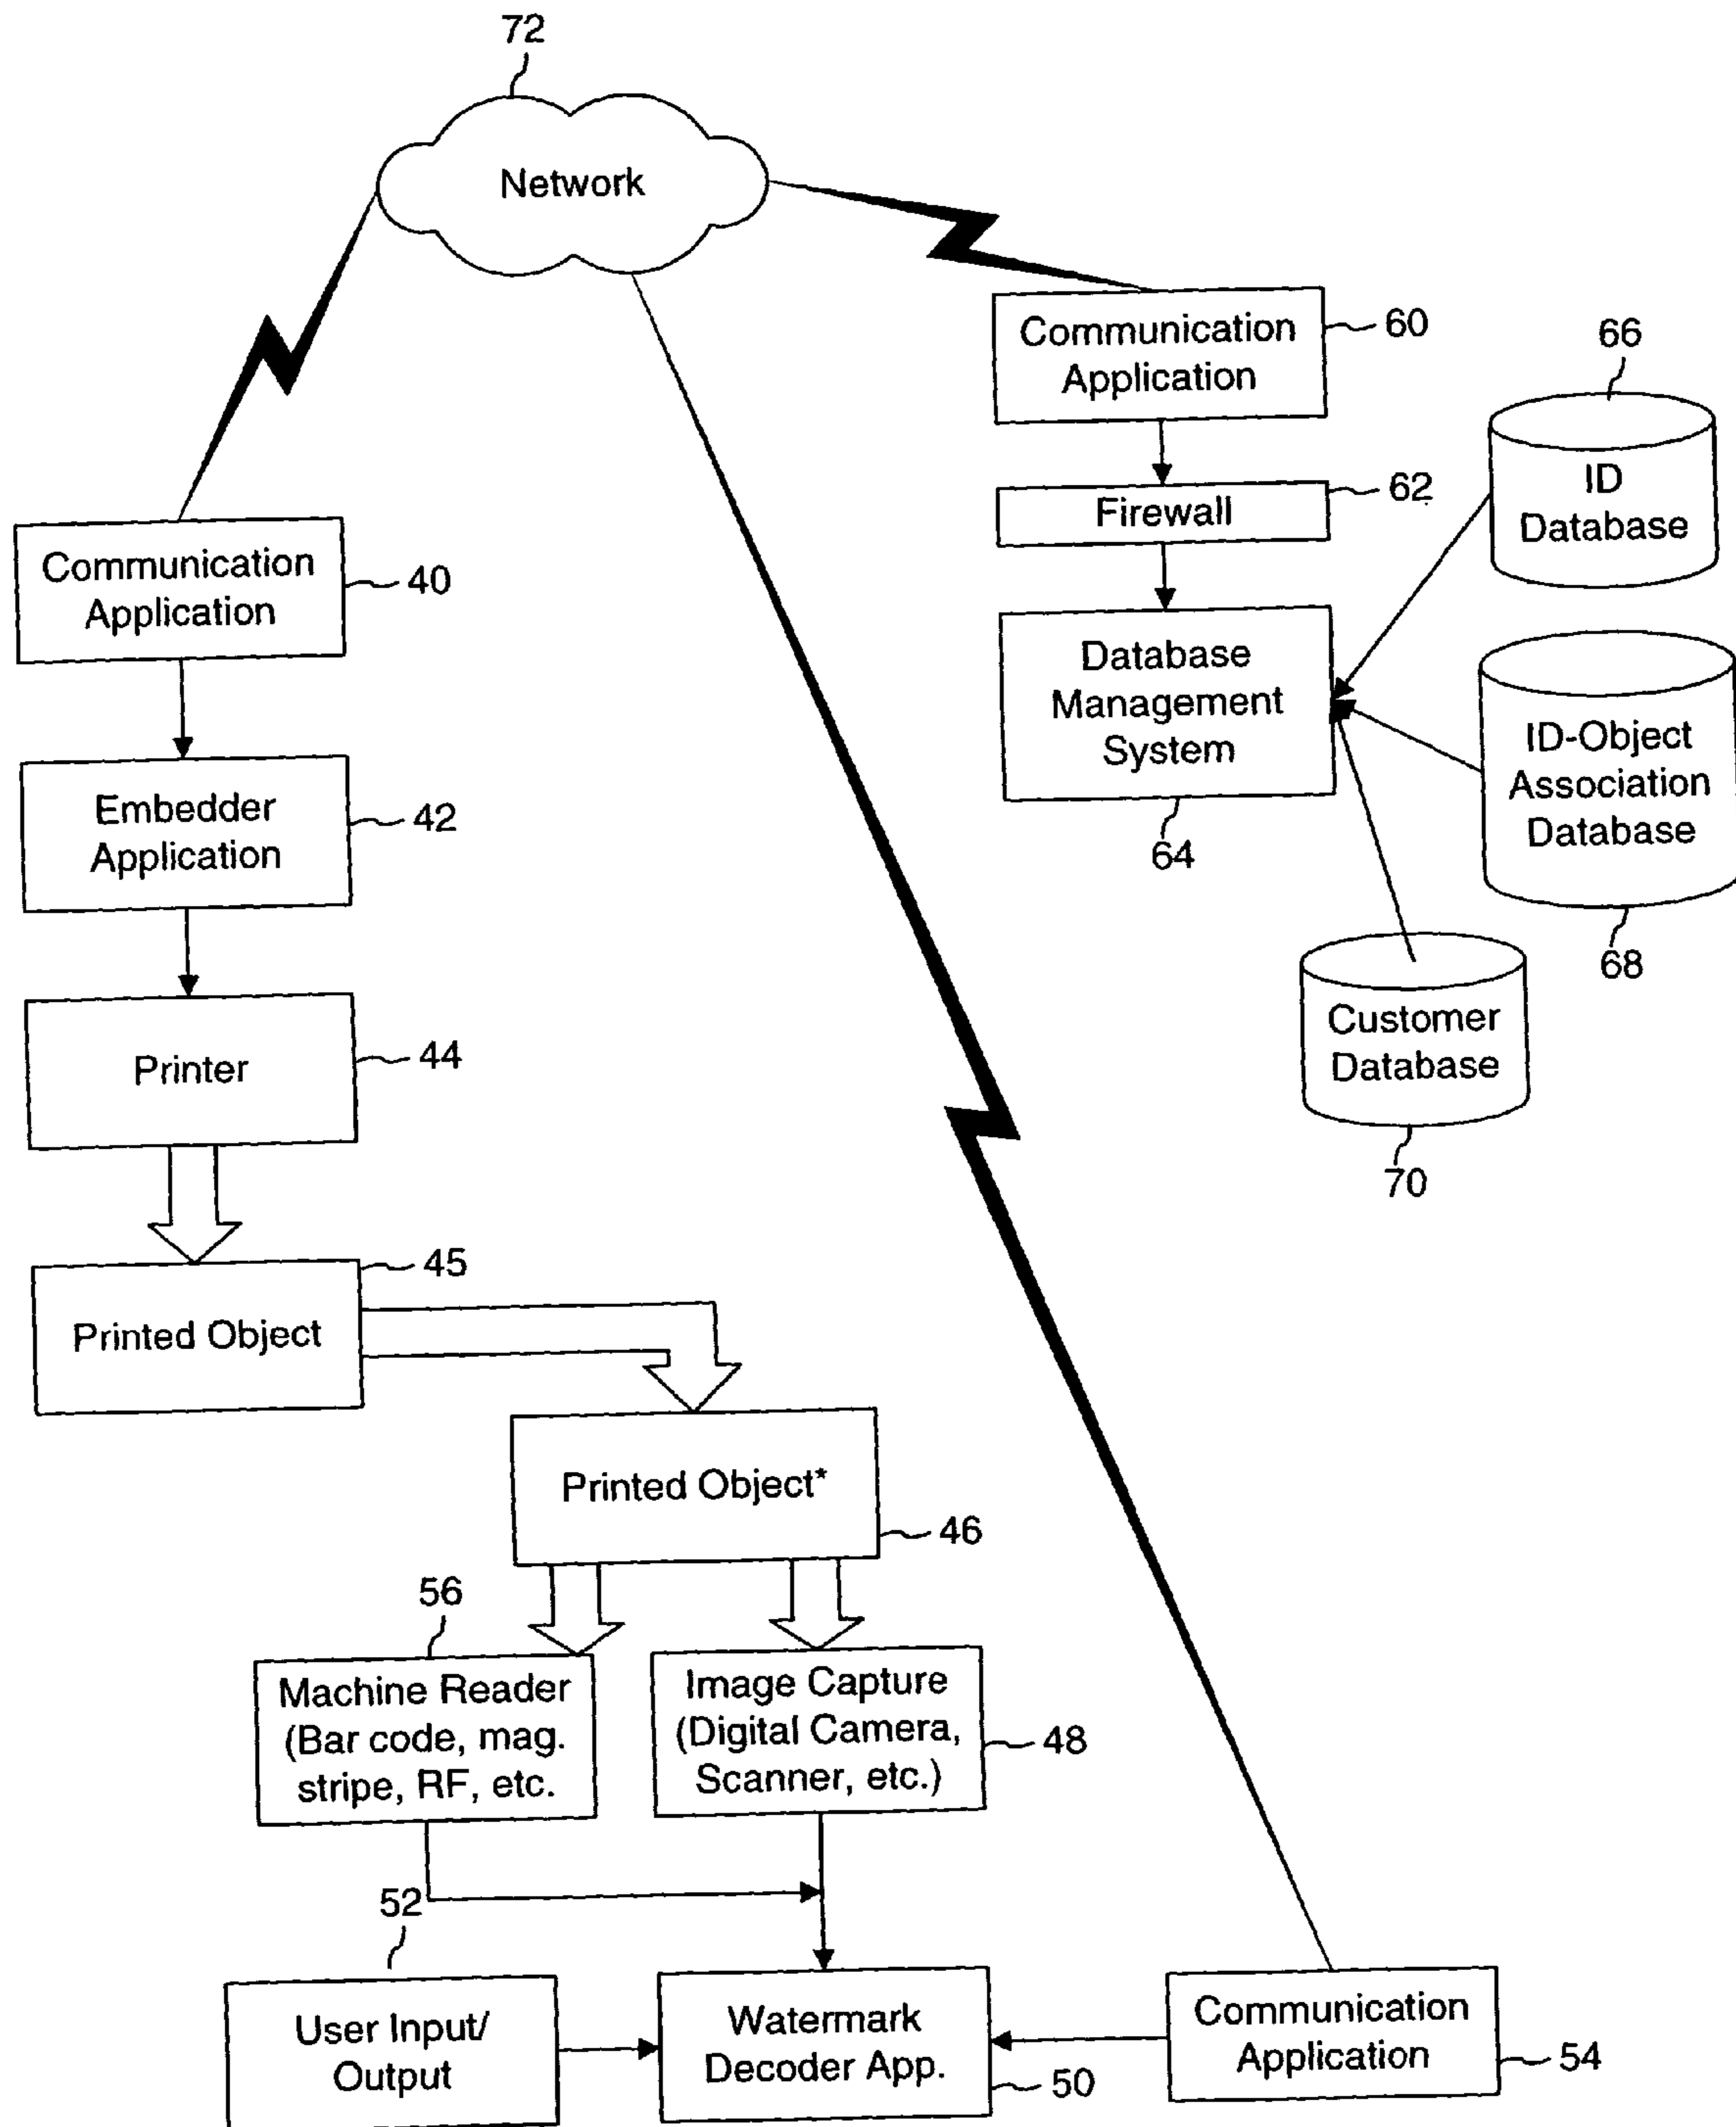 72
Network
Communication
Application
60
66
ID
Database
Firewall
62
Communication
Application
40
Database
Management
System
64
ID-Object
Association
Database
68
Embedder
Application
42
Customer
Database
70
Printer
44
Printed Object
45
Printed Object*
46
56
Machine Reader
(Bar code, mag.
stripe, RF, etc.
Image Capture
(Digital Camera,
Scanner, etc.)
48
52
User Input/
Output
Watermark
Decoder App.
50
Communication
Application
54